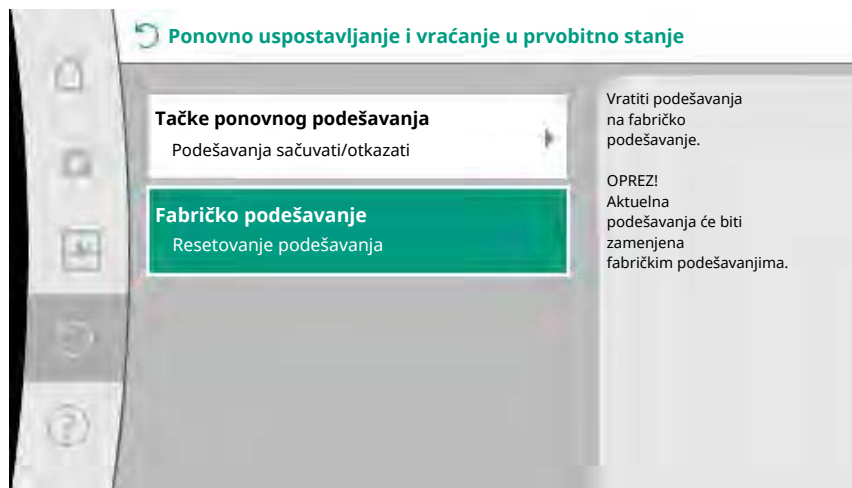 Ponovno uspostavljanje i vraćanje u prvobitno stanje
Tačke ponovnog podešavanja
Podešavanja sačuvati/otkazati
Fabričko podešavanje
Resetovanje podešavanja
Vratiti podešavanja
na fabričko
podešavanje.
OPREZ!
Aktuelna
podešavanja će biti
zamenjena
fabričkim podešavanjima.